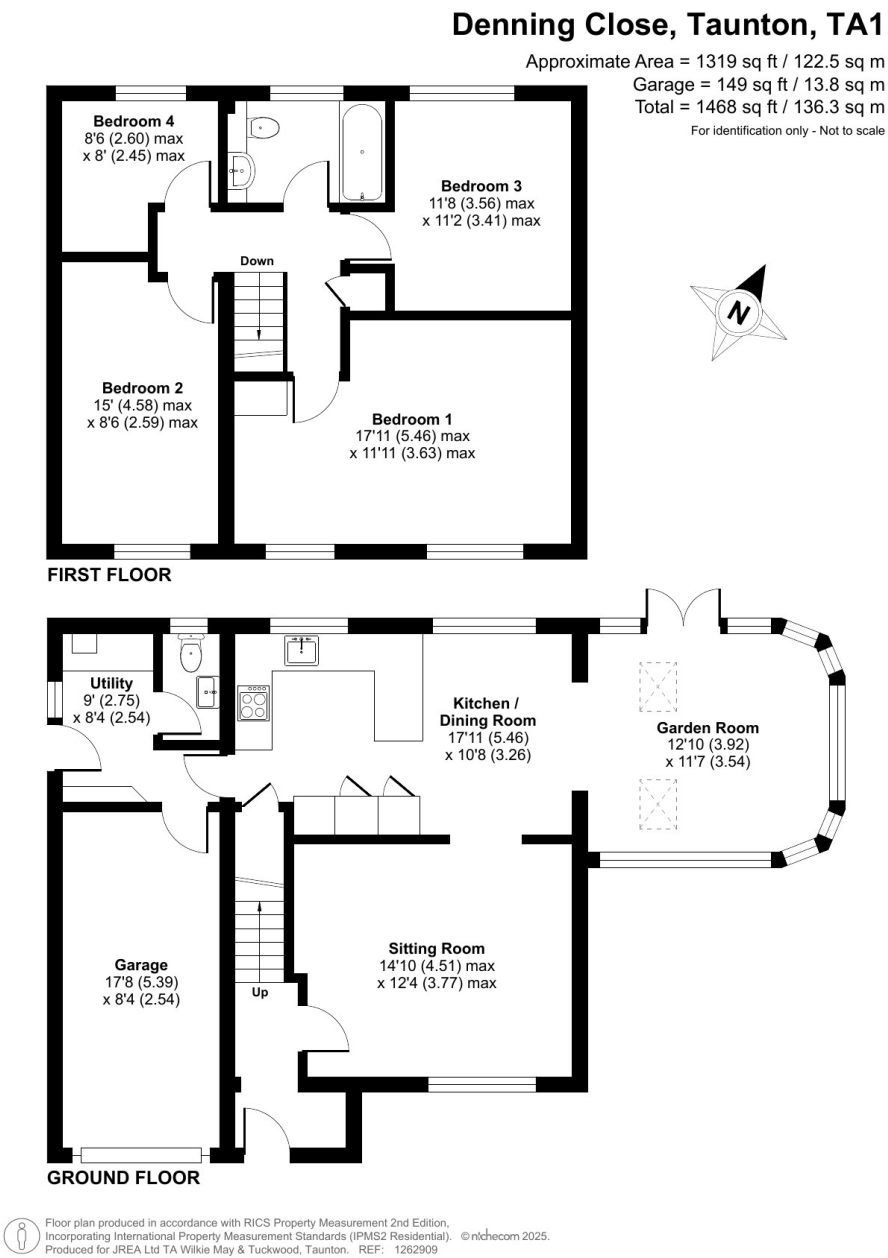 Denning Close, Taunton, TA1
Approximate Area = 1319 sq ft / 122.5 sq m
Garage = 149 sq ft / 13.8 sq m
Total = 1468 sq ft / 136.3 sq m
For identification only - Not to scale
Bedroom 4
8'6 (2.60) max
x 8' (2.45) max
Bedroom 3
11'8 (3.56) max
x 11'2 (3.41) max
Down
N
Bedroom 2
15' (4.58) max
x 8'6 (2.59) max
Bedroom 1
17'11 (5.46) max
x 11'11 (3.63) max
FIRST FLOOR
Utility
9' (2.75)
x 8'4 (2.54)
Kitchen /
Dining Room
17'11 (5.46)
x 10'8 (3.26)
Garden Room
12'10 (3.92)
x 11'7 (3.54)
Sitting Room
14'10 (4.51) max
x 12'4 (3.77) max
Garage
17'8 (5.39)
x 8'4 (2.54)
Up
GROUND FLOOR
Floor plan produced in accordance with RICS Property Measurement 2nd Edition,
Incorporating International Property Measurement Standards (IPMS2 Residential). © nichecom 2025.
Produced for JREA Ltd TA Wilkie May & Tuckwood, Taunton. REF: 1262909